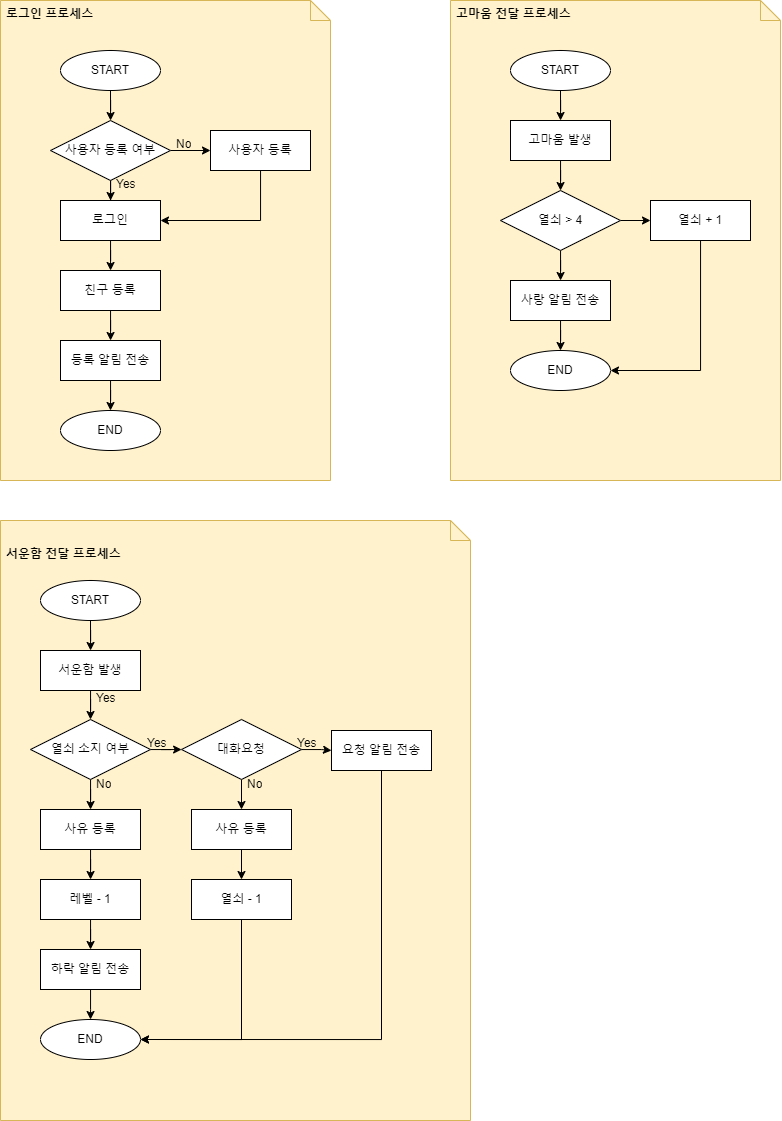 로그인 프로세스
START
사용자 등록 여부
No
사용자 등록
Yes
로그인
친구 등록
등록 알림 전송
END
고마움 전달 프로세스
START
고마움 발생
열쇠 > 4
열쇠 + 1
사랑 알림 전송
END
서운함 전달 프로세스
START
서운함 발생
Yes
열쇠 소지 여부
Yes
대화요청
Yes
요청 알림 전송
No
No
사유 등록
사유 등록
레벨 - 1
열쇠 - 1
하락 알림 전송
END